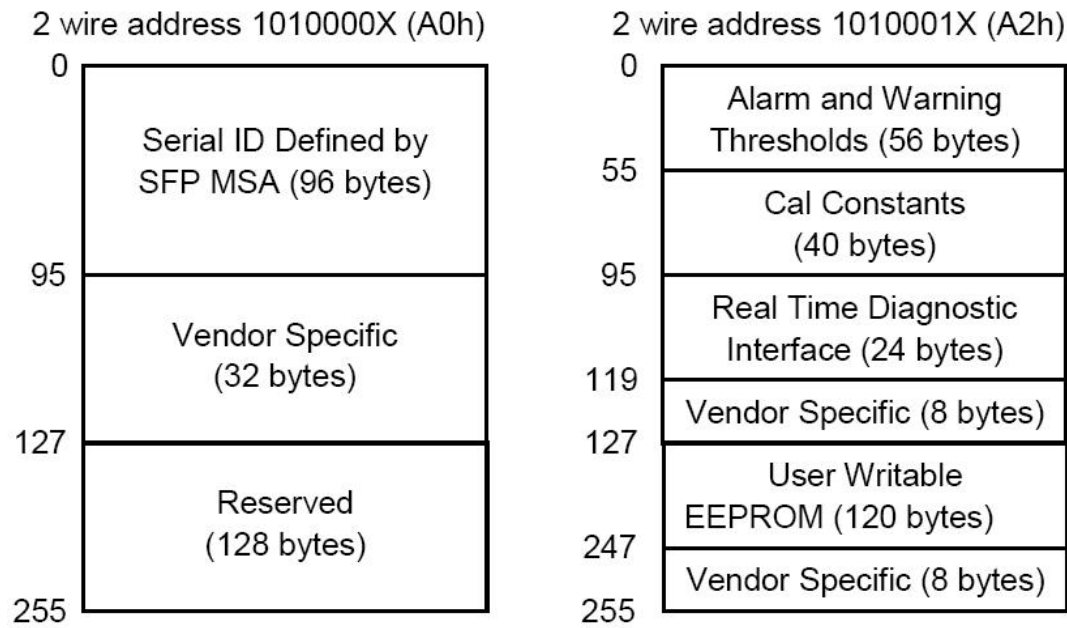 2 wire address 1010000X (A0h)
0
Serial ID Defined by
SFP MSA (96 bytes)
95
Vendor Specific
(32 bytes)
127
Reserved
(128 bytes)
255
2 wire address 1010001X (A2h)
0
Alarm and Warning
Thresholds (56 bytes)
55
Cal Constants
(40 bytes)
95
Real Time Diagnostic
Interface (24 bytes)
119
Vendor Specific (8 bytes)
127
User Writable
EEPROM (120 bytes)
247
Vendor Specific (8 bytes)
255